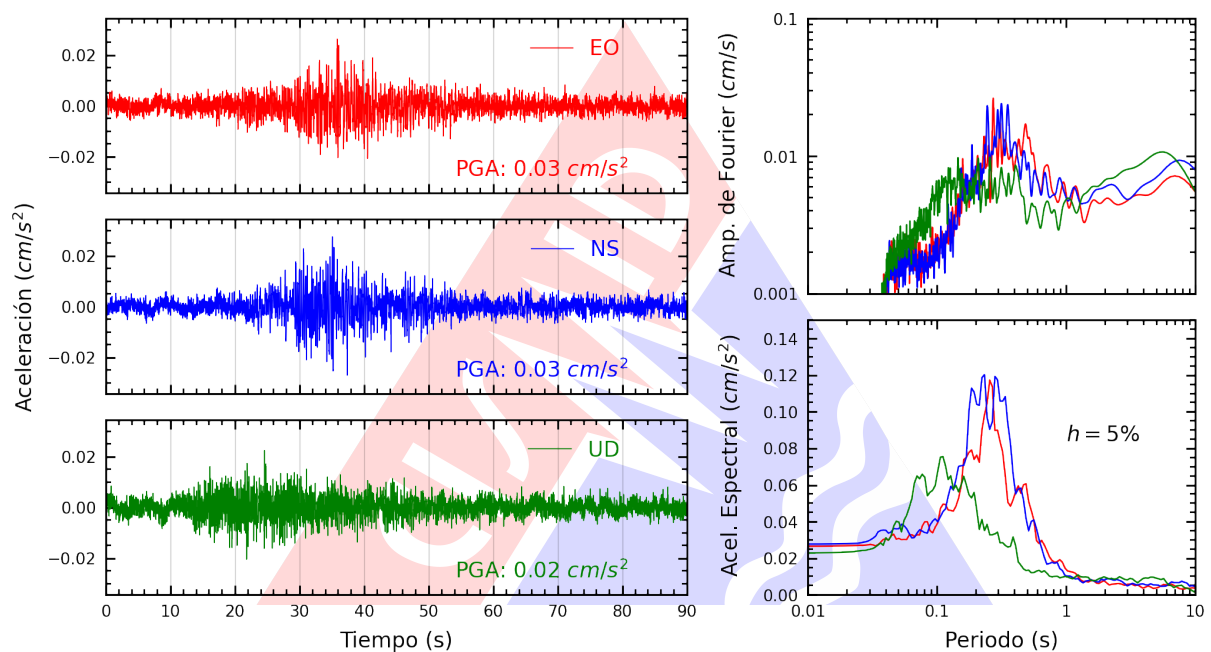 Aceleración (cm/s²)
0.02
0.00
−0.02
EO
PGA: 0.03 cm/s²
0.02
0.00
−0.02
NS
PGA: 0.03 cm/s²
0.02
0.00
−0.02
UD
PGA: 0.02 cm/s²
0 10 20 30 40 50 60 70 80 90
Tiempo (s)
Amp. de Fourier (cm/s)
0.1
0.01
0.001
Acel. Espectral (cm/s²)
0.14
0.12
0.10
0.08
0.06
0.04
0.02
0.00
h = 5%
0.01 0.1 1 10
Periodo (s)